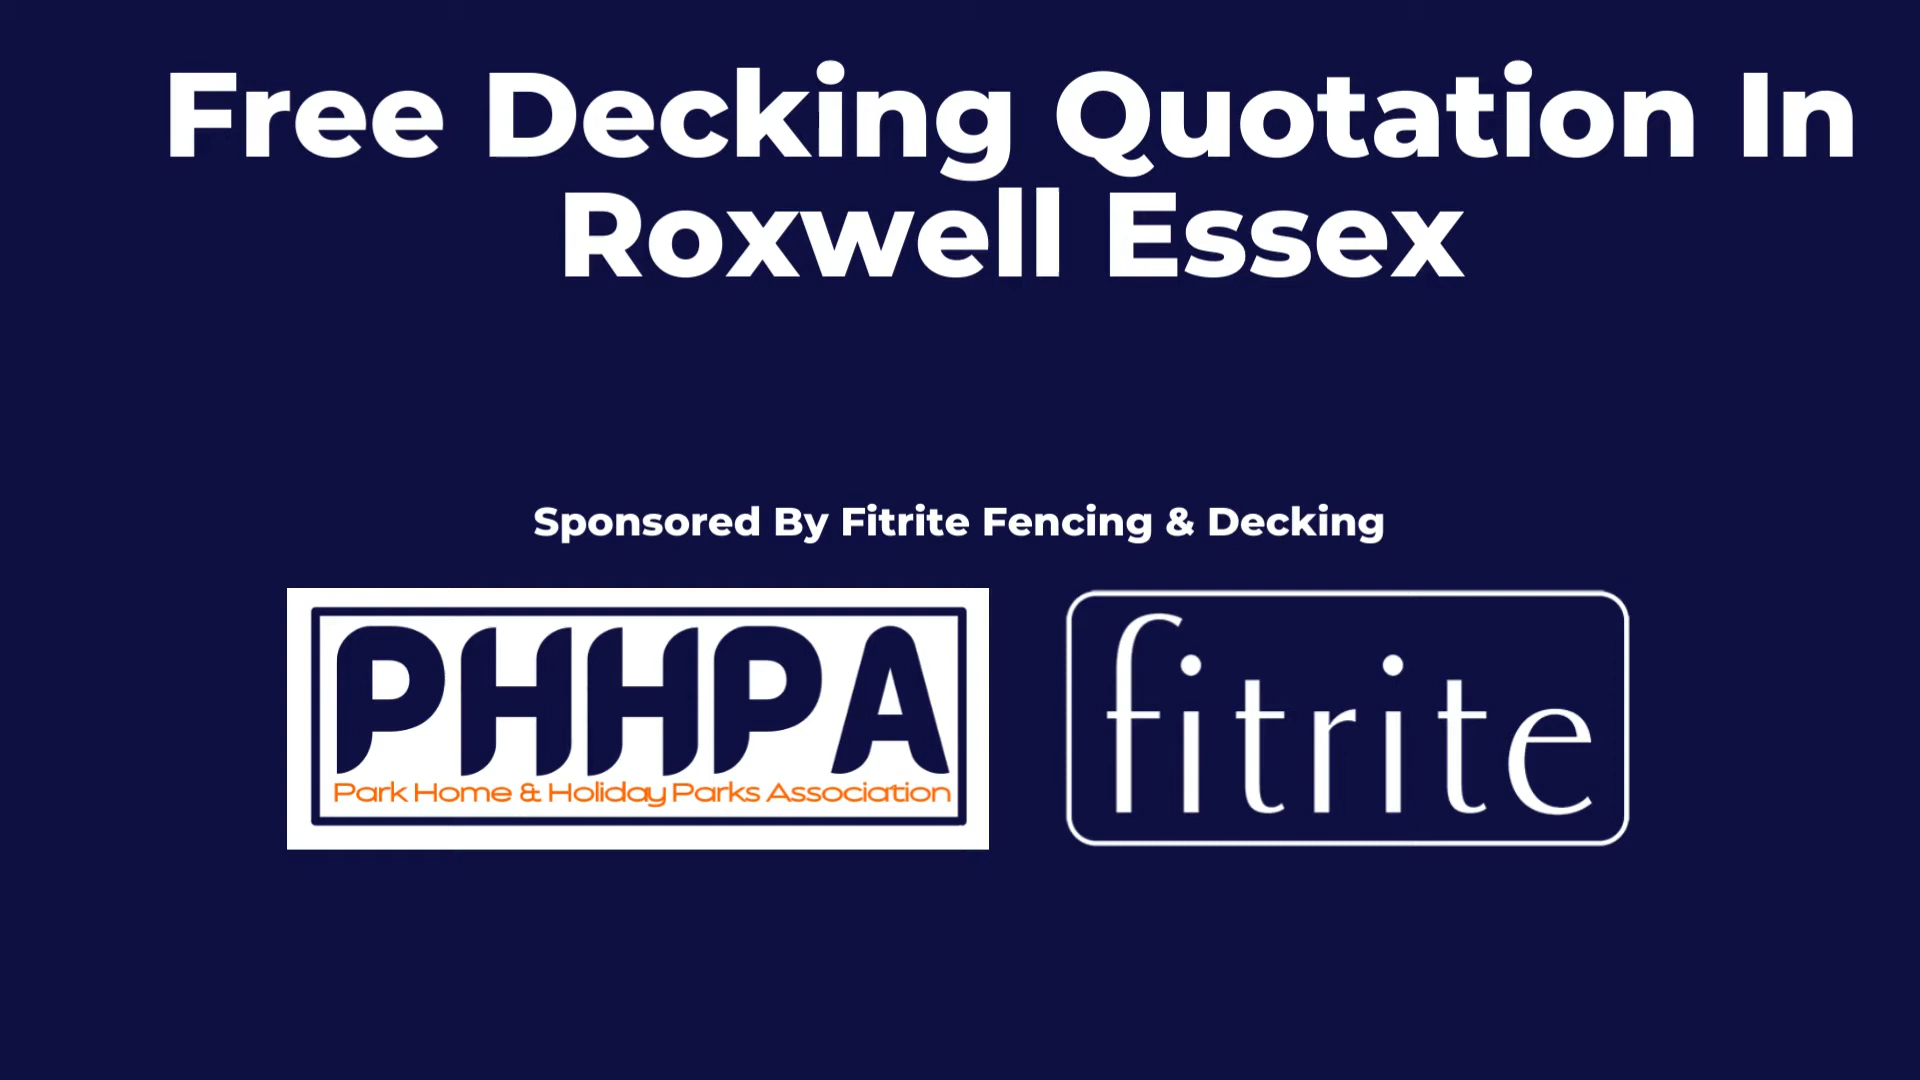 Free Decking Quotation In
Roxwell Essex
Sponsored By Fitrite Fencing & Decking
PHHPA
Park Home & Holiday Parks Association
fitrite